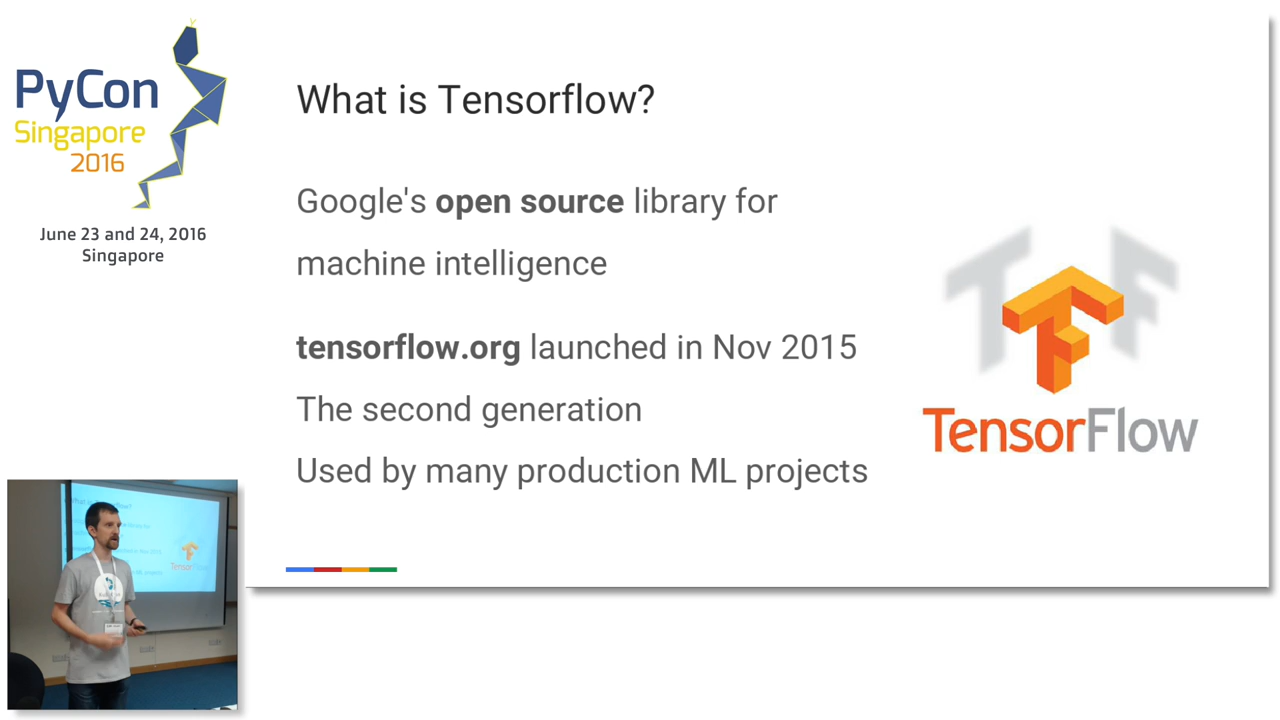 PyCon
Singapore
2016
June 23 and 24, 2016
Singapore
What is Tensorflow?
Google's open source library for
machine intelligence
tensorflow.org launched in Nov 2015
The second generation
Used by many production ML projects
TF
TensorFlow